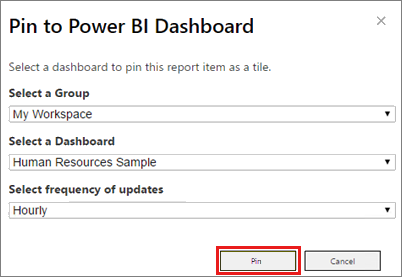 Pin to Power BI Dashboard
Select a dashboard to pin this report item as a tile.
Select a Group
My Workspace
Select a Dashboard
Human Resources Sample
Select frequency of updates
Hourly
Pin Cancel